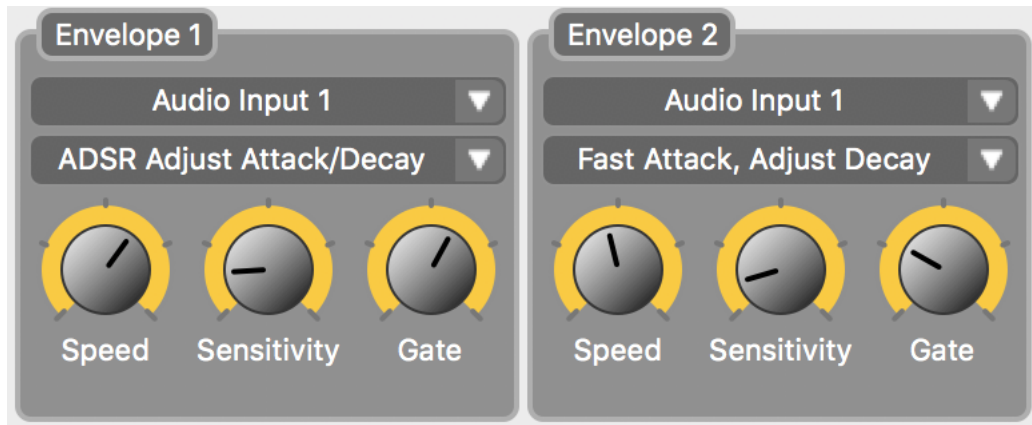 Envelope 1
Audio Input 1
ADSR Adjust Attack/Decay
Speed Sensitivity Gate
Envelope 2
Audio Input 1
Fast Attack, Adjust Decay
Speed Sensitivity Gate